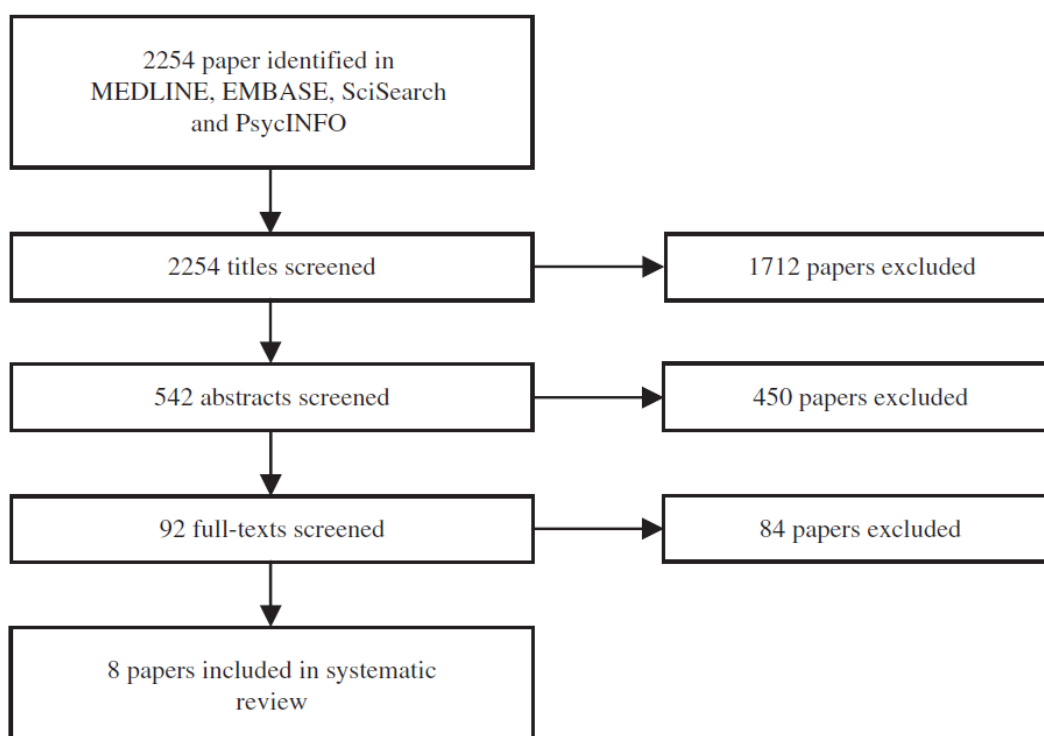 2254 paper identified in
MEDLINE, EMBASE, SciSearch
and PsycINFO
2254 titles screened
1712 papers excluded
542 abstracts screened
450 papers excluded
92 full-texts screened
84 papers excluded
8 papers included in systematic
review